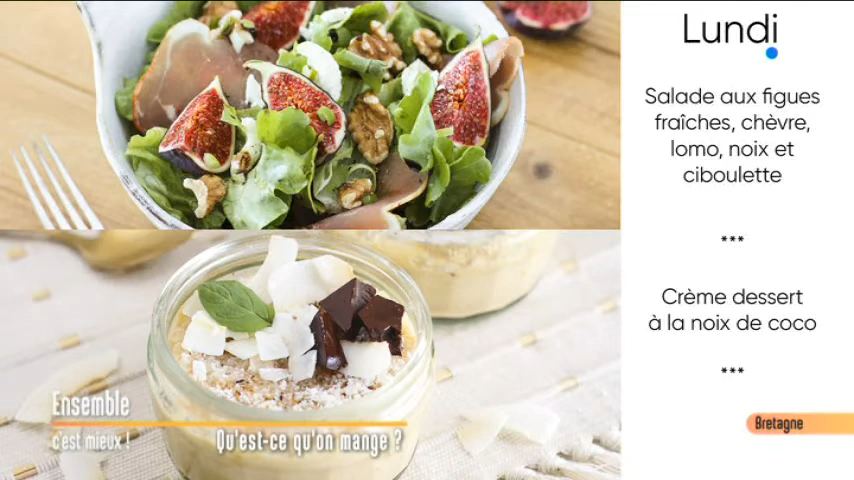 Lundi
Salade aux figues
fraîches, chèvre,
lomo, noix et
ciboulette
***
Crème dessert
à la noix de coco
***
Bretagne
Ensemble
c'est mieux !
Qu'est-ce qu'on mange ?